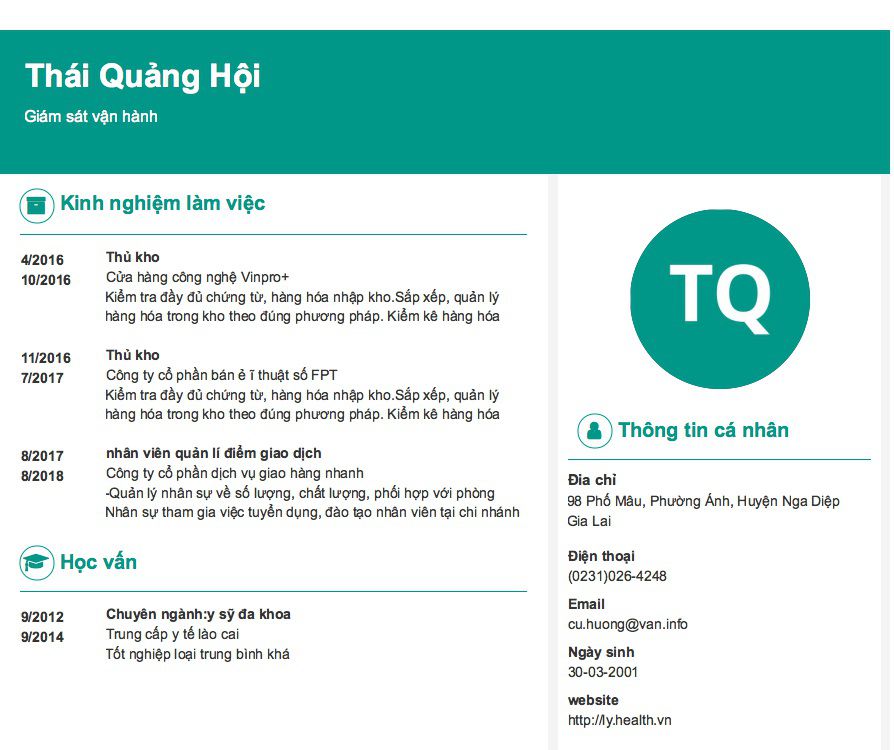 Thái Quảng Hội
Giám sát vận hành
Kinh nghiệm làm việc
4/2016
10/2016
Thủ kho
Cửa hàng công nghệ Vinpro+
Kiểm tra đầy đủ chứng từ, hàng hóa nhập kho.Sắp xếp, quản lý
hàng hóa trong kho theo đúng phương pháp. Kiểm kê hàng hóa
11/2016
7/2017
Thủ kho
Công ty cổ phần bán ẻ ĩ thuật số FPT
Kiểm tra đầy đủ chứng từ, hàng hóa nhập kho.Sắp xếp, quản lý
hàng hóa trong kho theo đúng phương pháp. Kiểm kê hàng hóa
8/2017
8/2018
nhân viên quản lí điểm giao dịch
Công ty cổ phần dịch vụ giao hàng nhanh
-Quản lý nhân sự về số lượng, chất lượng, phối hợp với phòng
Nhân sự tham gia việc tuyển dụng, đào tạo nhân viên tại chi nhánh
Học vấn
9/2012
9/2014
Chuyên ngành:y sỹ đa khoa
Trung cấp y tế lào cai
Tốt nghiệp loại trung bình khá
TQ
Thông tin cá nhân
Đia chỉ
98 Phố Mâu, Phường Ánh, Huyện Nga Diệp
Gia Lai
Điện thoại
(0231)026-4248
Email
cu.huong@van.info
Ngày sinh
30-03-2001
website
http://ly.health.vn